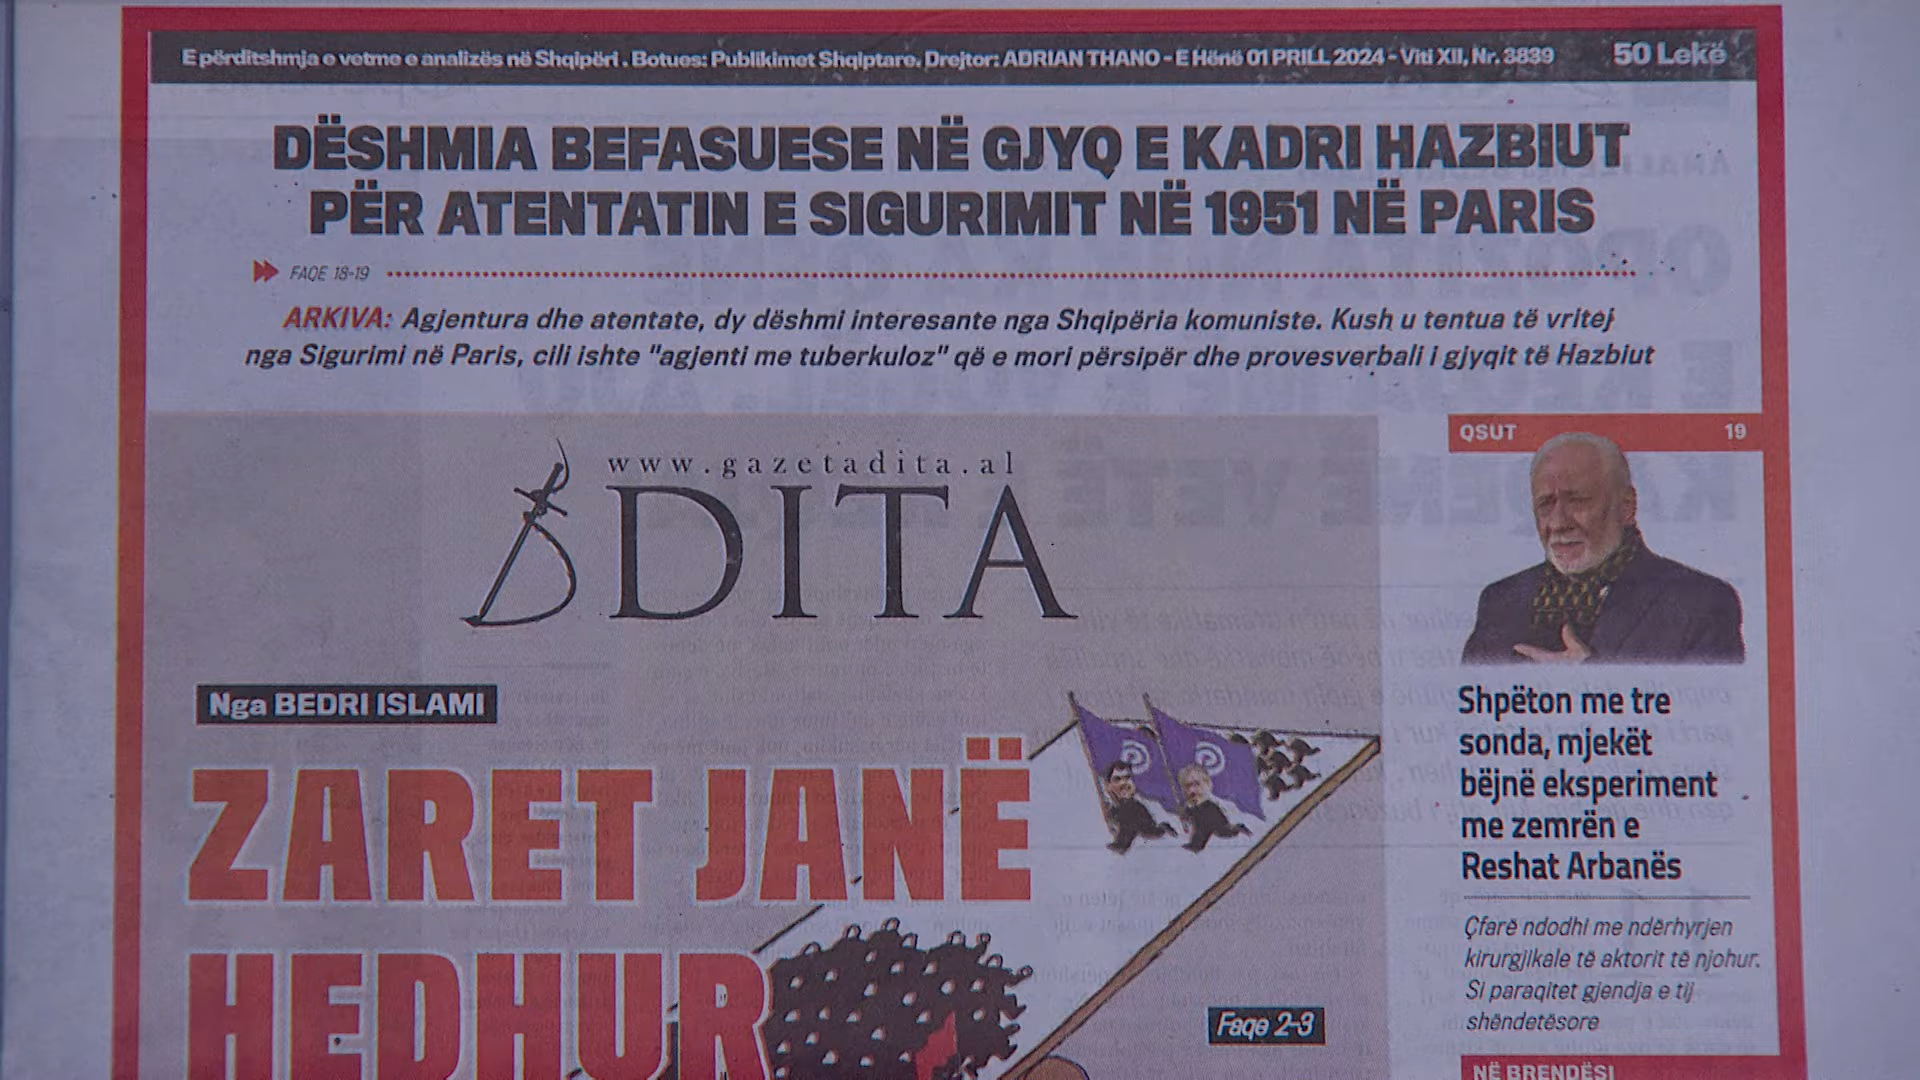 E përditshmja e vetme e analizës në Shqipëri. Botues: Publikimet Shqiptare. Drejtor: ADRIAN THANO - E Hënë 01 PRILL 2024 - Viti XII, Nr. 3839 50 Lekë
DËSHMIA BEFASUESE NË GJYQ E KADRI HAZBIUT
PËR ATENTATIN E SIGURIMIT NË 1951 NË PARIS
FAQE 18-19
ARKIVA: Agjentura dhe atentate, dy dëshmi interesante nga Shqipëria komuniste. Kush u tentua të vritej
nga Sigurimi në Paris, cili ishte "agjenti me tuberkuloz" që e mori përsipër dhe provesverbali i gjyqit të Hazbiut
www.gazetadita.al
DITA
Nga BEDRI ISLAMI
ZARET JANË
HEDHUR
Faqe 2-3
QSUT 19
Shpëton me tre
sonda, mjekët
bëjnë eksperiment
me zemrën e
Reshat Arbanës
Çfarë ndodhi me ndërhyrjen
kirurgjikale të aktorit të njohur.
Si paraqitet gjendja e tij
shëndetësore
NË BRENDËSI